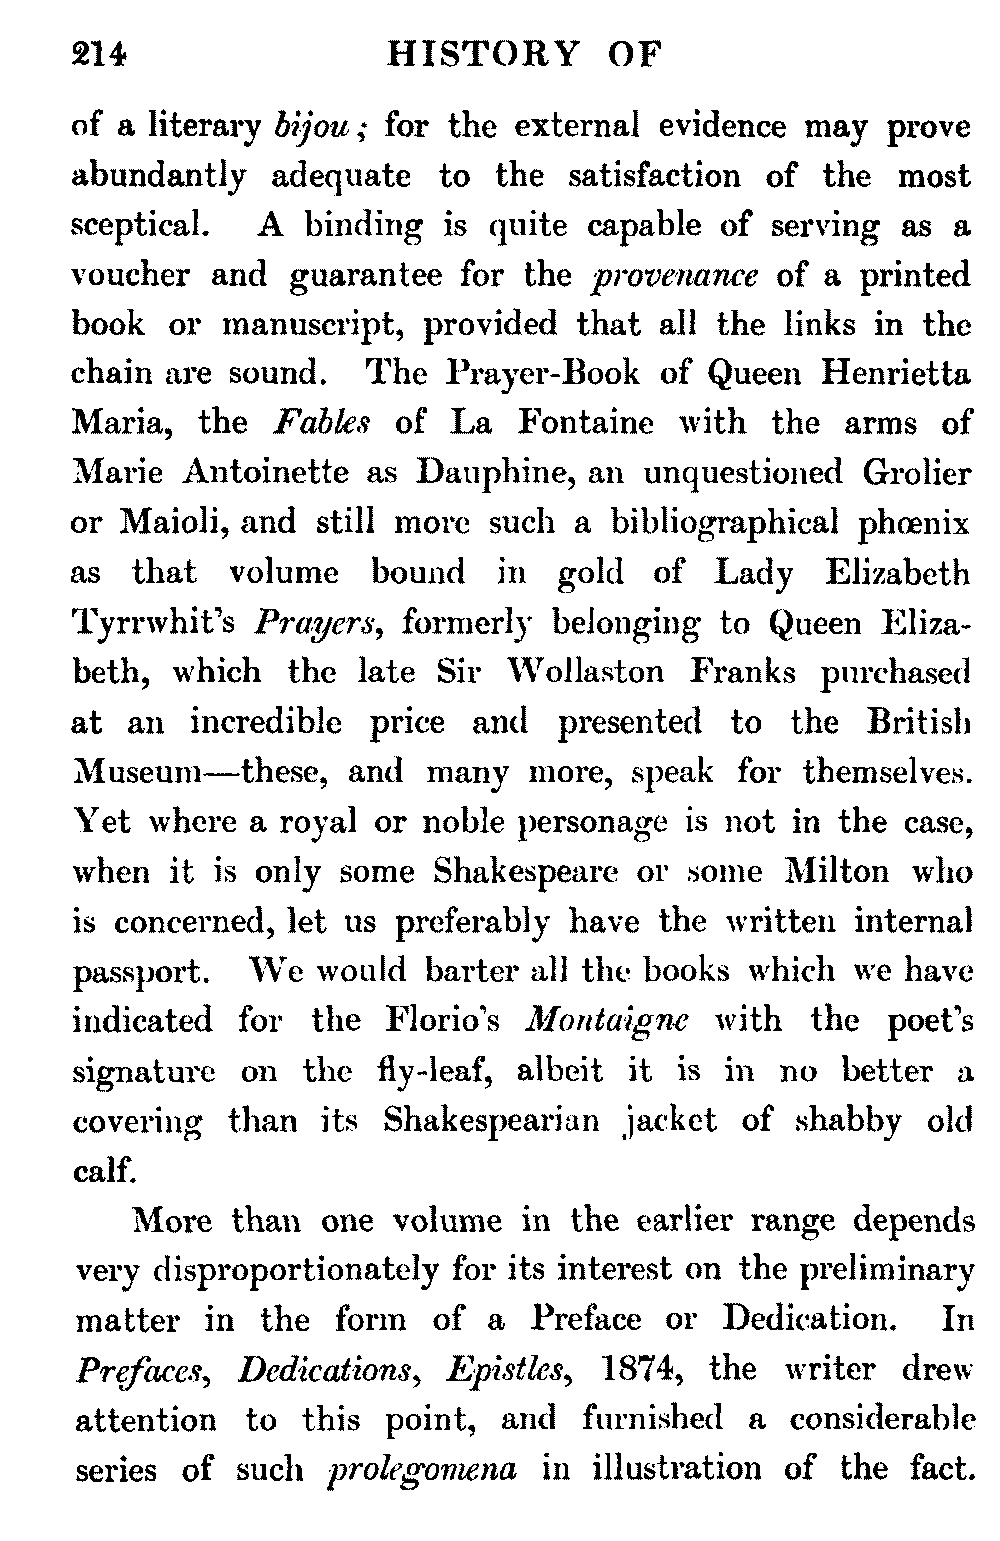 214 HISTORY OF
of a literary bijou; for the external evidence may prove
abundantly adequate to the satisfaction of the most
sceptical. A binding is quite capable of serving as a
voucher and guarantee for the provenance of a printed
book or manuscript, provided that all the links in the
chain are sound. The Prayer-Book of Queen Henrietta
Maria, the Fables of La Fontaine with the arms of
Marie Antoinette as Dauphine, an unquestioned Grolier
or Maioli, and still more such a bibliographical phœnix
as that volume bound in gold of Lady Elizabeth
Tyrrwhit's Prayers, formerly belonging to Queen Eliza-
beth, which the late Sir Wollaston Franks purchased
at an incredible price and presented to the British
Museum—these, and many more, speak for themselves.
Yet where a royal or noble personage is not in the case,
when it is only some Shakespeare or some Milton who
is concerned, let us preferably have the written internal
passport. We would barter all the books which we have
indicated for the Florio's Montaigne with the poet's
signature on the fly-leaf, albeit it is in no better a
covering than its Shakespearian jacket of shabby old
calf.
More than one volume in the earlier range depends
very disproportionately for its interest on the preliminary
matter in the form of a Preface or Dedication. In
Prefaces, Dedications, Epistles, 1874, the writer drew
attention to this point, and furnished a considerable
series of such prolegomena in illustration of the fact.